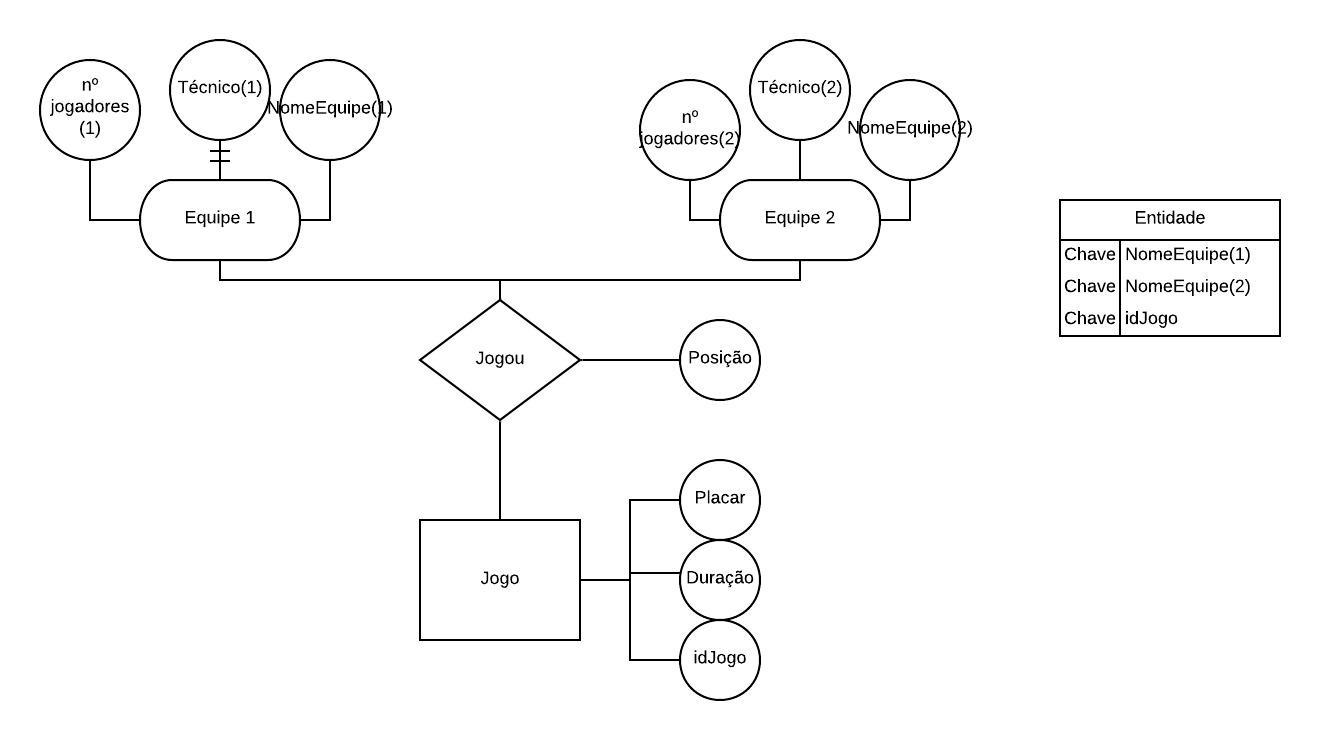 nº
jogadores
(1)
Técnico(1)
NomeEquipe(1)
nº
jogadores(2)
Técnico(2)
NomeEquipe(2)
Equipe 1
Equipe 2
Entidade
Chave NomeEquipe(1)
Chave NomeEquipe(2)
Chave idJogo
Jogou
Posição
Placar
Jogo
Duração
idJogo